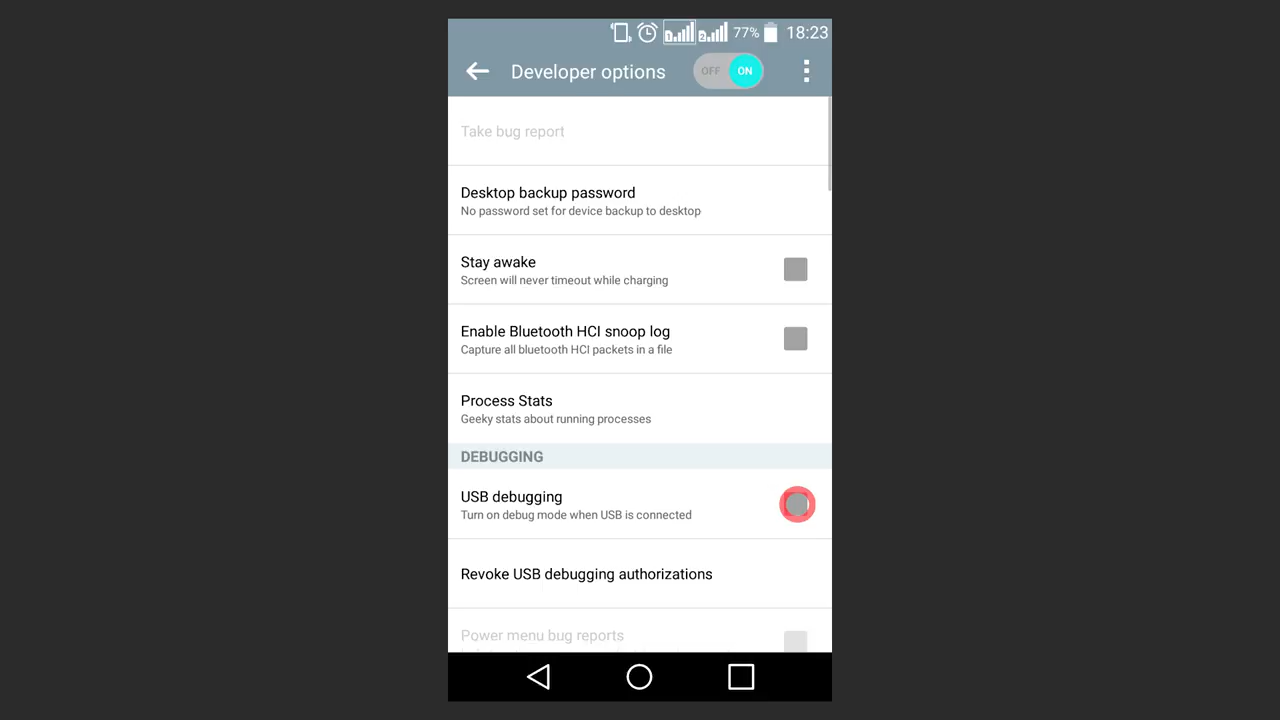 1 2 77% 18:23
Developer options OFF ON
Take bug report
Desktop backup password
No password set for device backup to desktop
Stay awake
Screen will never timeout while charging
Enable Bluetooth HCI snoop log
Capture all bluetooth HCI packets in a file
Process Stats
Geeky stats about running processes
DEBUGGING
USB debugging
Turn on debug mode when USB is connected
Revoke USB debugging authorizations
Power menu bug reports